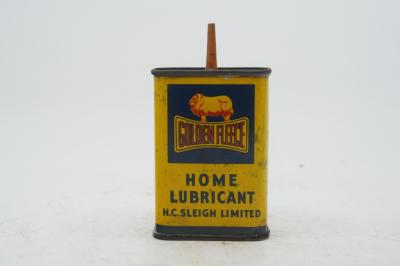 GOLDEN FLEECE
HOME
LUBRICANT
H.C. SLEIGH LIMITED